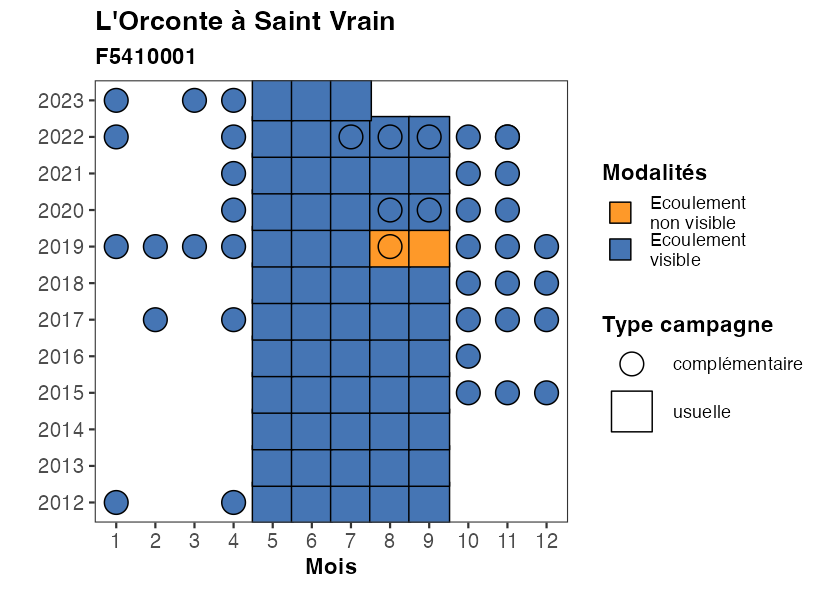 L'Orconte à Saint Vrain
F5410001
2023
2022
2021
2020
2019
2018
2017
2016
2015
2014
2013
2012
1 2 3 4 5 6 7 8 9 10 11 12
Mois
Modalités
Ecoulement
non visible
Ecoulement
visible
Type campagne
complémentaire
usuelle